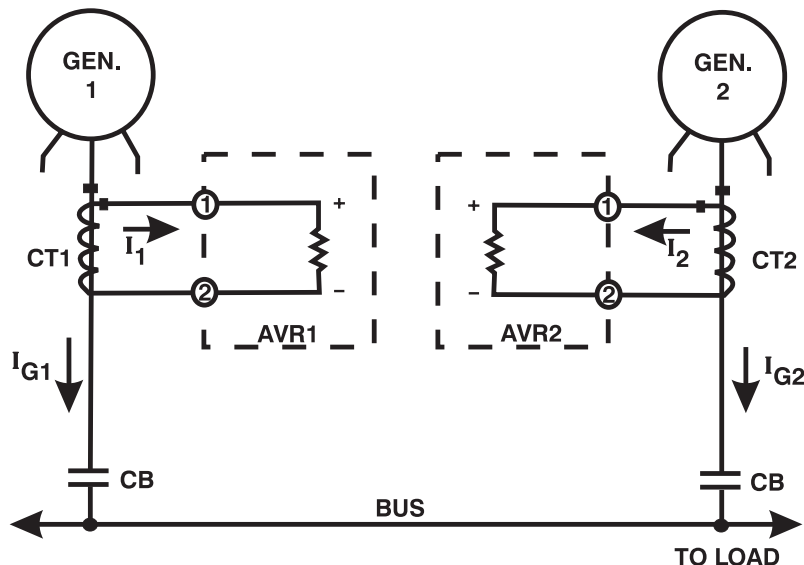 GEN.
1
GEN.
2
1
+
+
1
I1
I2
CT1
CT2
2
−
−
2
AVR1
AVR2
IG1
IG2
CB
CB
BUS
TO LOAD